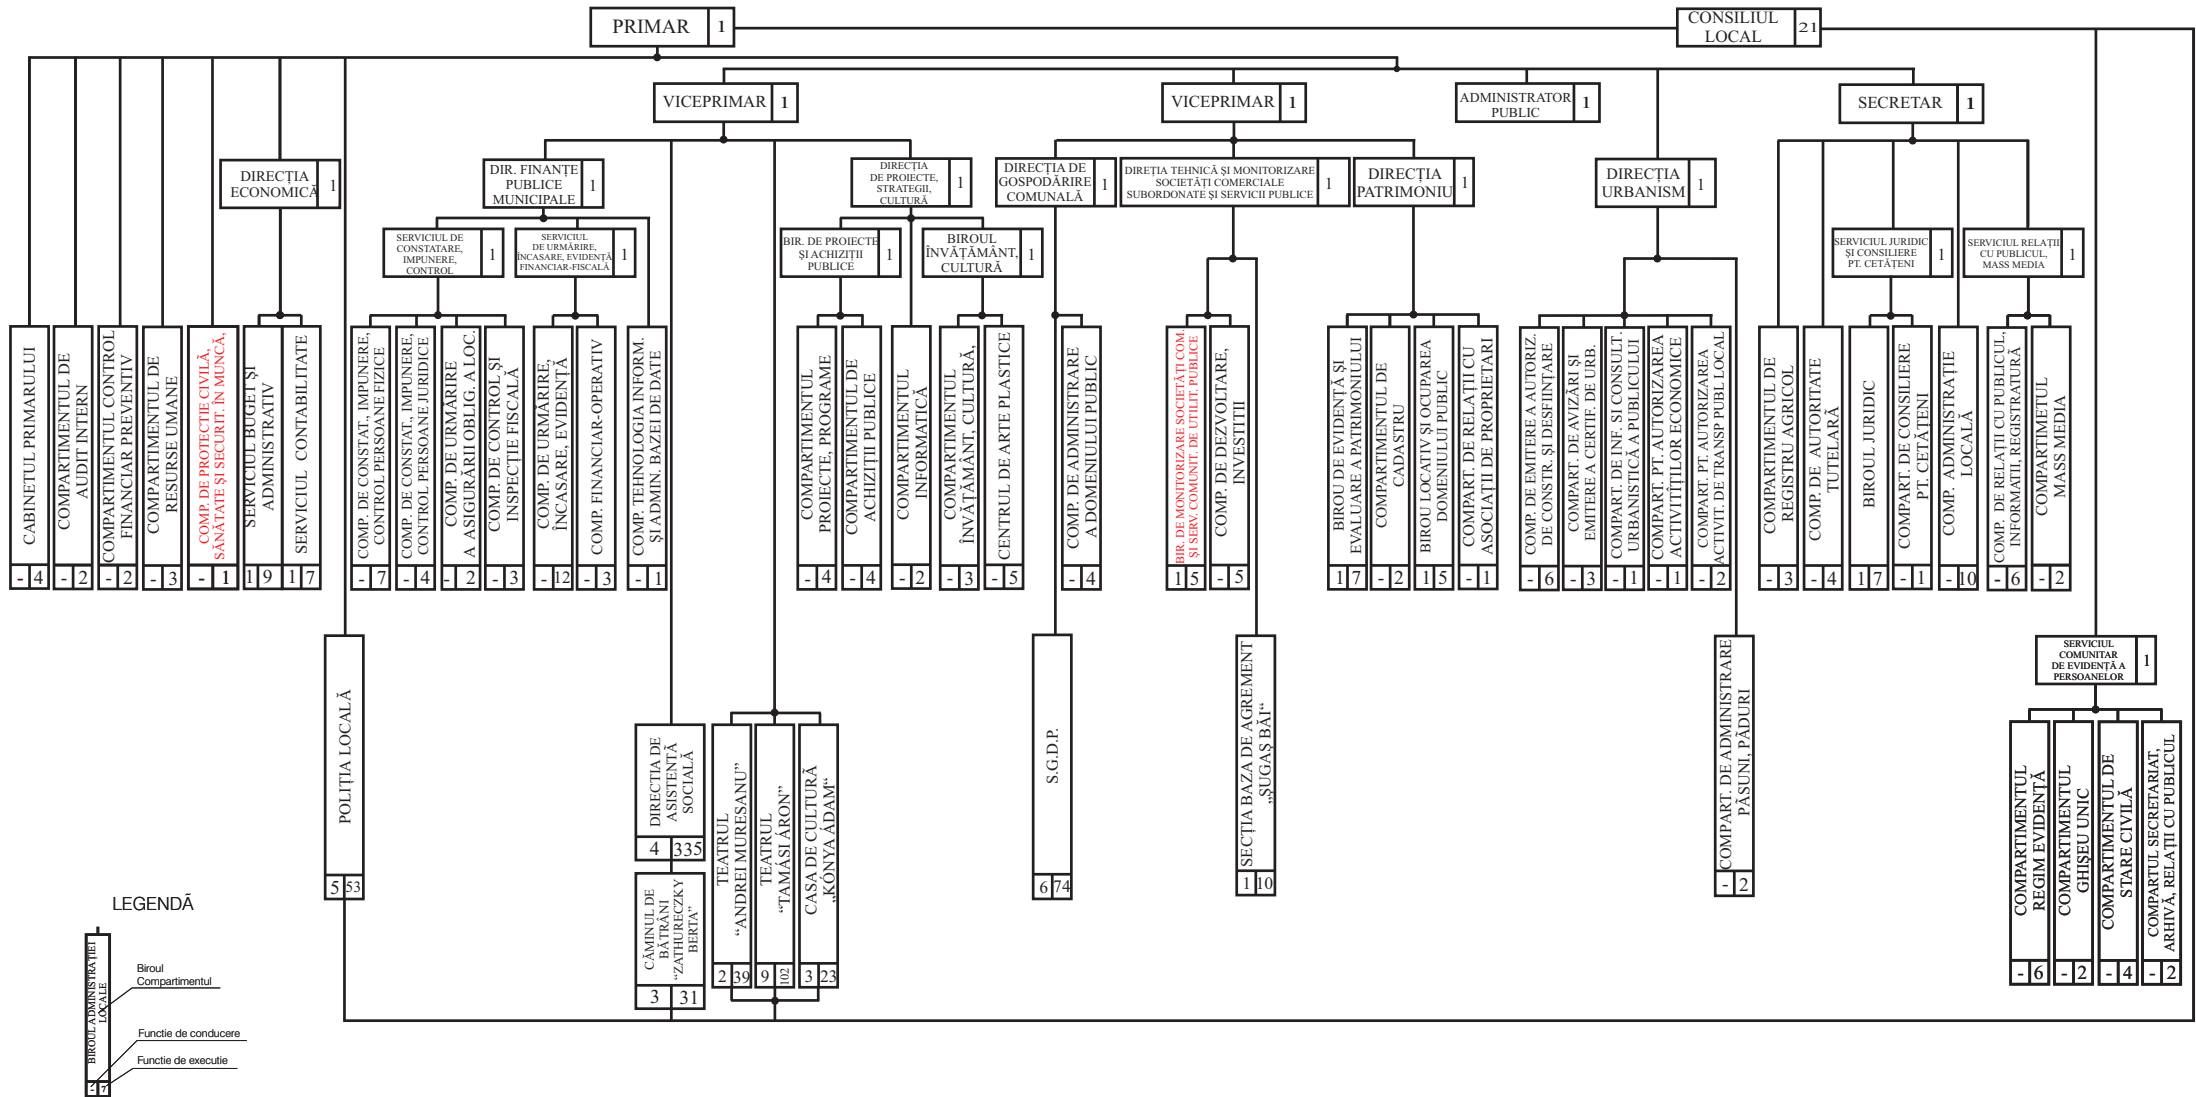 PRIMAR 1
CONSILIUL
LOCAL 21
VICEPRIMAR 1
VICEPRIMAR 1
ADMINISTRATOR
PUBLIC 1
SECRETAR 1
DIRECȚIA
ECONOMICĂ 1
DIR. FINANȚE
PUBLICE
MUNICIPALE 1
DIRECȚIA
DE PROIECTE,
STRATEGII,
CULTURĂ 1
DIRECȚIA DE
GOSPODĂRIRE
COMUNALĂ 1
DIREȚIA TEHNICĂ ȘI MONITORIZARE
SOCIETĂȚI COMERCIALE
SUBORDONATE ȘI SERVICII PUBLICE 1
DIRECȚIA
PATRIMONIU 1
DIRECȚIA
URBANISM 1
SERVICIUL DE
CONSTATARE,
IMPUNERE,
CONTROL 1
SERVICIUL
DE URMĂRIRE,
ÎNCASARE, EVIDENȚĂ
FINANCIAR-FISCALĂ 1
BIR. DE PROIECTE
ȘI ACHIZIȚII
PUBLICE 1
BIROUL
ÎNVĂȚĂMÂNT,
CULTURĂ 1
SERVICIUL JURIDIC
ȘI CONSILIERE
PT. CETĂȚENI 1
SERVICIUL RELAȚII
CU PUBLICUL,
MASS MEDIA 1
CABINETUL PRIMARULUI
- 4
COMPARTIMENTUL DE
AUDIT INTERN
- 2
COMPARTIMENTUL CONTROL
FINANCIAR PREVENTIV
- 2
COMPARTIMENTUL DE
RESURSE UMANE
- 3
COMP. DE PROTECTIE CIVILĂ,
SĂNĂTATE ȘI SECURIT. ÎN MUNCĂ,
- 1
SERVICIUL BUGET ȘI
ADMINISTRATIV
1 9
SERVICIUL CONTABILITATE
1 7
COMP. DE CONSTAT, IMPUNERE,
CONTROL PERSOANE FIZICE
- 7
COMP. DE CONSTAT, IMPUNERE,
CONTROL PERSOANE JURIDICE
- 4
COMP. DE URMĂRIRE
A ASIGURĂRII OBLIG. A LOC.
- 2
COMP. DE CONTROL ȘI
INSPECȚIE FISCALĂ
- 3
COMP. DE URMĂRIRE,
ÎNCASARE, EVIDENȚĂ
- 12
COMP. FINANCIAR-OPERATIV
- 3
COMP. TEHNOLOGIA INFORM.
ȘI ADMIN. BAZEI DE DATE
- 1
COMPARTIMENTUL
PROIECTE, PROGRAME
- 4
COMPARTIMENTUL DE
ACHIZIȚII PUBLICE
- 4
COMPARTIMENTUL
INFORMATICĂ
- 2
COMPARTIMENTUL
ÎNVĂȚĂMÂNT, CULTURĂ,
- 3
CENTRUL DE ARTE PLASTICE
- 5
COMP. DE ADMINISTRARE
A DOMENIULUI PUBLIC
- 4
BIR. DE MONITORIZARE SOCIETĂȚI COM.
ȘI SERV. COMUNIT. DE UTILIT. PUBLICE
1 5
COMP. DE DEZVOLTARE,
INVESTITII
- 5
BIROU DE EVIDENȚĂ ȘI
EVALUARE A PATRIMONIULUI
1 7
COMPARTIMENTUL DE
CADASTRU
- 2
BIROU LOCATIV ȘI OCUPAREA
DOMENIULUI PUBLIC
1 5
COMPART. DE RELAȚII CU
ASOCIAȚII DE PROPRIETARI
- 1
COMP. DE EMITERE A AUTORIZ.
DE CONSTR. ȘI DESFIINȚARE
- 6
COMPART. DE AVIZĂRI ȘI
EMITERE A CERTIF. DE URB.
- 3
COMPART. DE INF. SI CONSULT.
URBANISTICĂ A PUBLICULUI
- 1
COMPART. PT. AUTORIZAREA
ACTIVITĪȚILOR ECONOMICE
- 1
COMPART. PT. AUTORIZAREA
ACTIVIT. DE TRANSP PUB LOCAL
- 2
COMPARTIMENTUL DE
REGISTRU AGRICOL
- 3
COMP. DE AUTORITATE
TUTELARĂ
- 4
BIROUL JURIDIC
1 7
COMPART. DE CONSILIERE
PT. CETĂȚENI
- 1
COMP. ADMINISTRAȚIE
LOCALĂ
- 10
COMP. DE RELATII CU PUBLICUL,
INFORMATII, REGISTRATURĂ
- 6
COMPARTIMETUL
MASS MEDIA
- 2
POLIȚIA LOCALĂ
5 53
DIRECTIA DE
ASISTENTĂ
SOCIALĂ
4 335
CĂMINUL DE
BĂTRÂNI
“ZATHURECZKY
BERTA”
3 31
TEATRUL
“ANDREI MURESANU”
2 39
TEATRUL
“TAMÁSI ÁRON”
9 102
CASA DE CULTURĂ
„KÓNYA ÁDÁM“
3 23
S.G.D.P.
6 74
SECȚIA BAZA DE AGREMENT
„ȘUGAȘ BĂI“
1 10
COMPART. DE ADMINISTRARE
PĂSUNI, PĂDURI
- 2
SERVICIUL
COMUNITAR
DE EVIDENȚĂ A
PERSOANELOR 1
COMPARTIMENTUL
REGIM EVIDENȚĂ
- 6
COMPARTIMENTUL
GHIȘEU UNIC
- 2
COMPARTIMENTUL DE
STARE CIVILĂ
- 4
COMPARTUL SECRETARIAT,
ARHIVĂ, RELAȚII CU PUBLICUL
- 2
LEGENDĂ
BIROUL ADMINISTRAȚIEI
LOCALE
- 7
Biroul
Compartimentul
Functie de conducere
Functie de executie